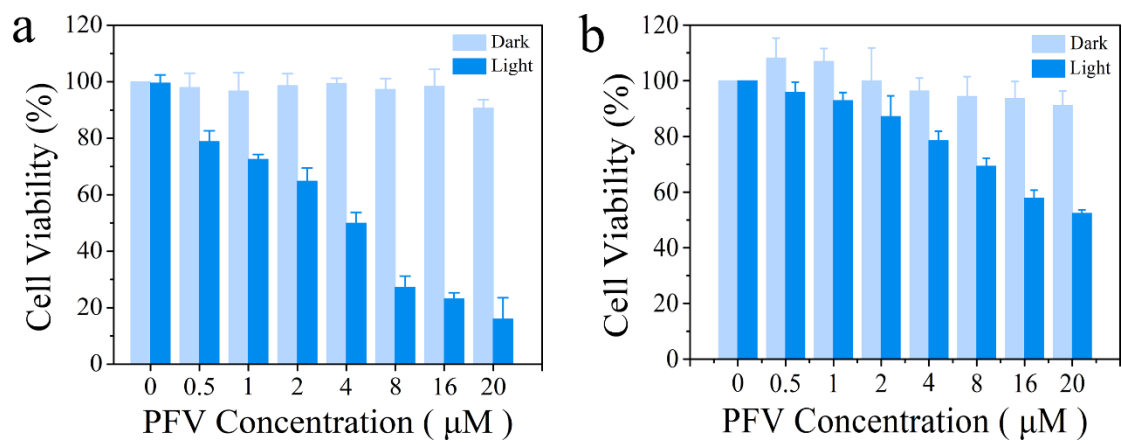 a
120
100
80
60
40
20
0
Cell Viability (%)
Dark
Light
0 0.5 1 2 4 8 16 20
PFV Concentration ( μM )
b
120
100
80
60
40
20
0
Cell Viability (%)
Dark
Light
0 0.5 1 2 4 8 16 20
PFV Concentration ( μM )